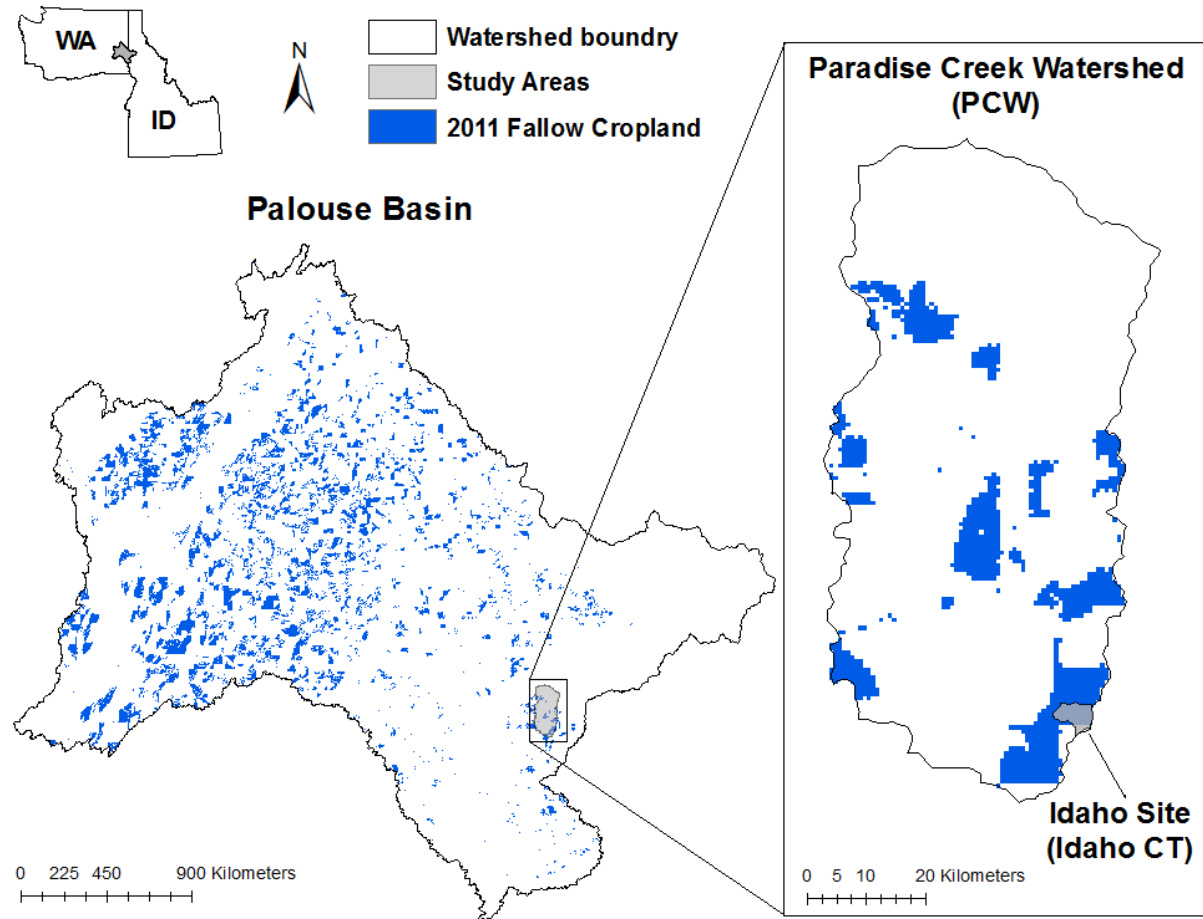 WA
ID
N
Watershed boundry
Study Areas
2011 Fallow Cropland
Palouse Basin
0 225 450 900 Kilometers
Paradise Creek Watershed
(PCW)
Idaho Site
(Idaho CT)
0 5 10 20 Kilometers